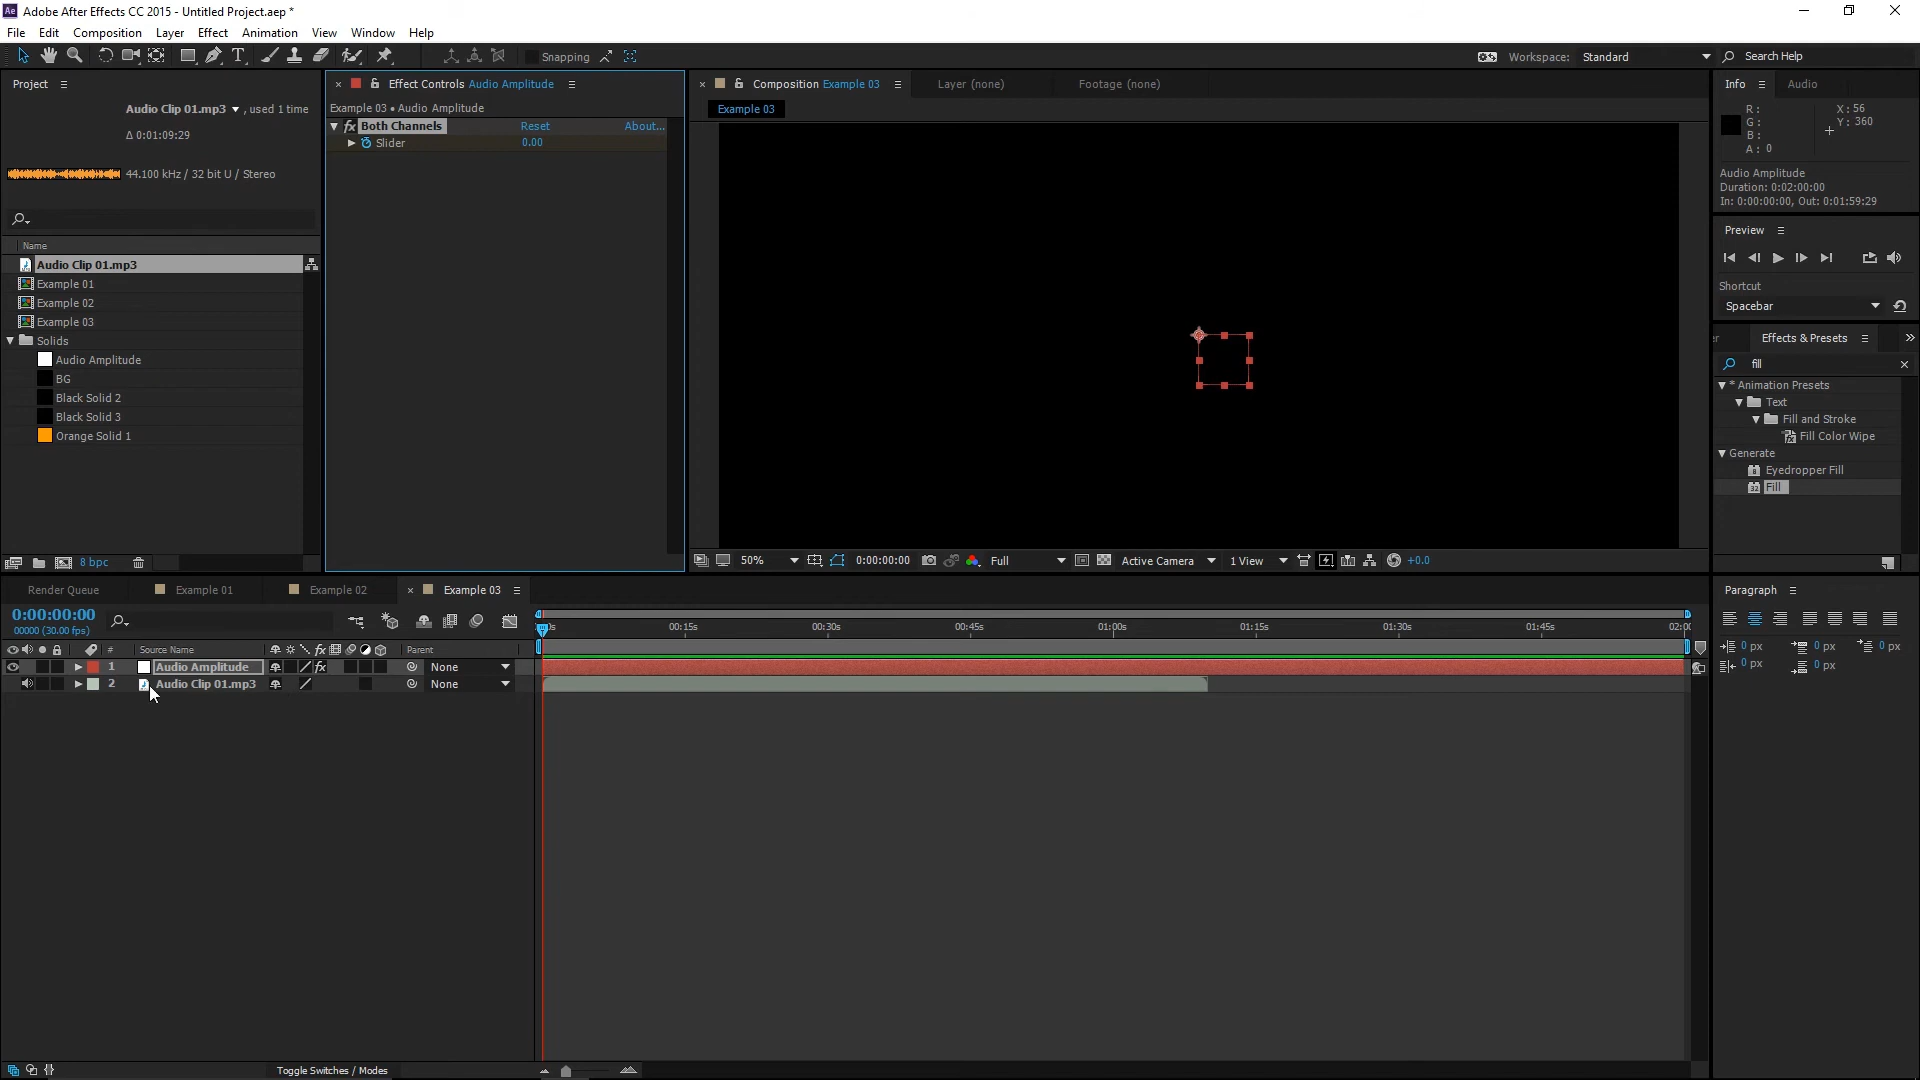 Adobe After Effects CC 2015 - Untitled Project.aep *
File Edit Composition Layer Effect Animation View Window Help
Snapping
Workspace: Standard
Search Help
Project
Audio Clip 01.mp3 , used 1 time
Δ 0:01:09:29
44.100 kHz / 32 bit U / Stereo
Name
Audio Clip 01.mp3
Example 01
Example 02
Example 03
Solids
Audio Amplitude
BG
Black Solid 2
Black Solid 3
Orange Solid 1
8 bpc
Effect Controls Audio Amplitude
Example 03 • Audio Amplitude
fx Both Channels Reset About...
Slider 0.00
Composition Example 03
Layer (none)
Footage (none)
Example 03
50%
0:00:00:00
Full
Active Camera
1 View
+0.0
Info
Audio
R:
G:
B:
A: 0
X: 56
Y: 360
Audio Amplitude
Duration: 0:02:00:00
In: 0:00:00:00, Out: 0:01:59:29
Preview
Shortcut
Spacebar
Effects & Presets
fill
* Animation Presets
Text
Fill and Stroke
Fill Color Wipe
Generate
Eyedropper Fill
Fill
Render Queue
Example 01
Example 02
Example 03
0:00:00:00
00000 (30.00 fps)
00:15s 00:30s 00:45s 01:00s 01:15s 01:30s 01:45s
# Source Name fx Parent
1 Audio Amplitude fx None
2 Audio Clip 01.mp3 None
Toggle Switches / Modes
Paragraph
0 px 0 px 0 px
0 px 0 px